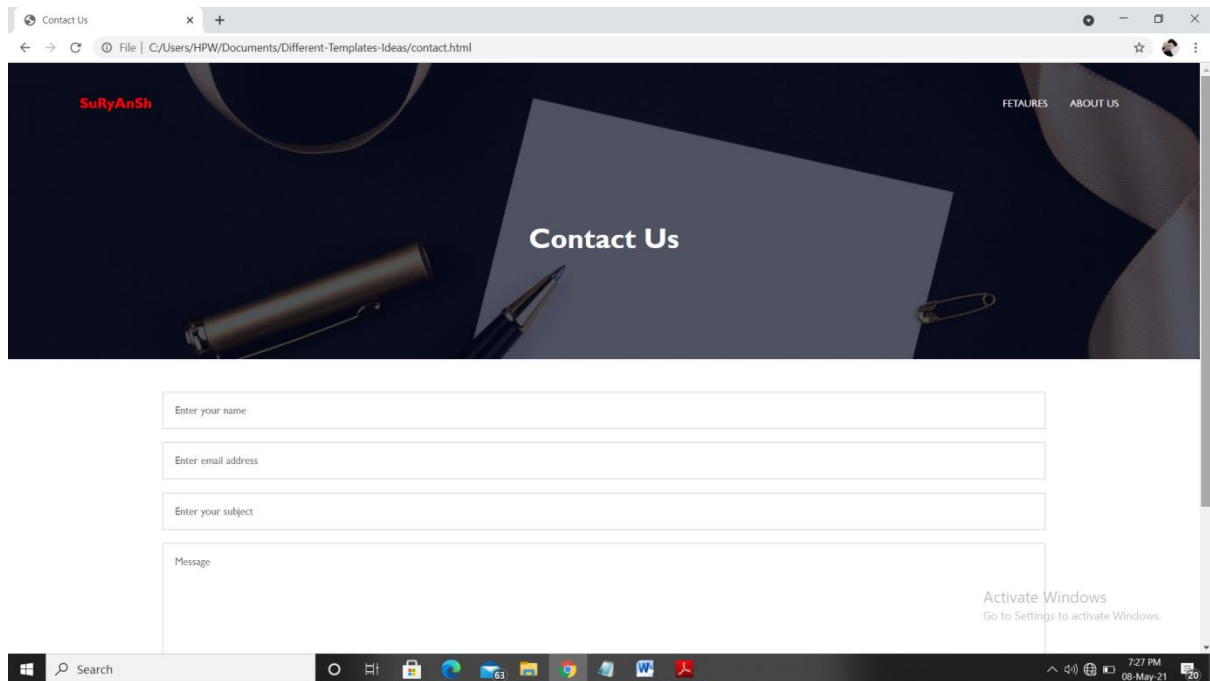 Contact Us
File | C:/Users/HPW/Documents/Different-Templates-Ideas/contact.html
SuRyAnSh
FETAURES ABOUT US
Contact Us
Enter your name
Enter email address
Enter your subject
Message
Activate Windows
Go to Settings to activate Windows.
Search
63
7:27 PM
08-May-21
20